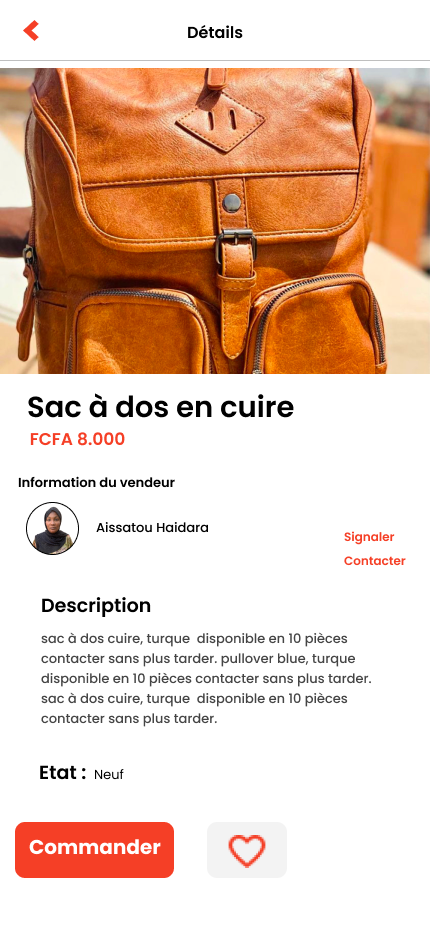 Détails
Sac à dos en cuire
FCFA 8.000
Information du vendeur
Aissatou Haidara
Signaler
Contacter
Description
sac à dos cuire, turque  disponible en 10 pièces
contacter sans plus tarder. pullover blue, turque
disponible en 10 pièces contacter sans plus tarder.
sac à dos cuire, turque  disponible en 10 pièces
contacter sans plus tarder.
Etat : Neuf
Commander